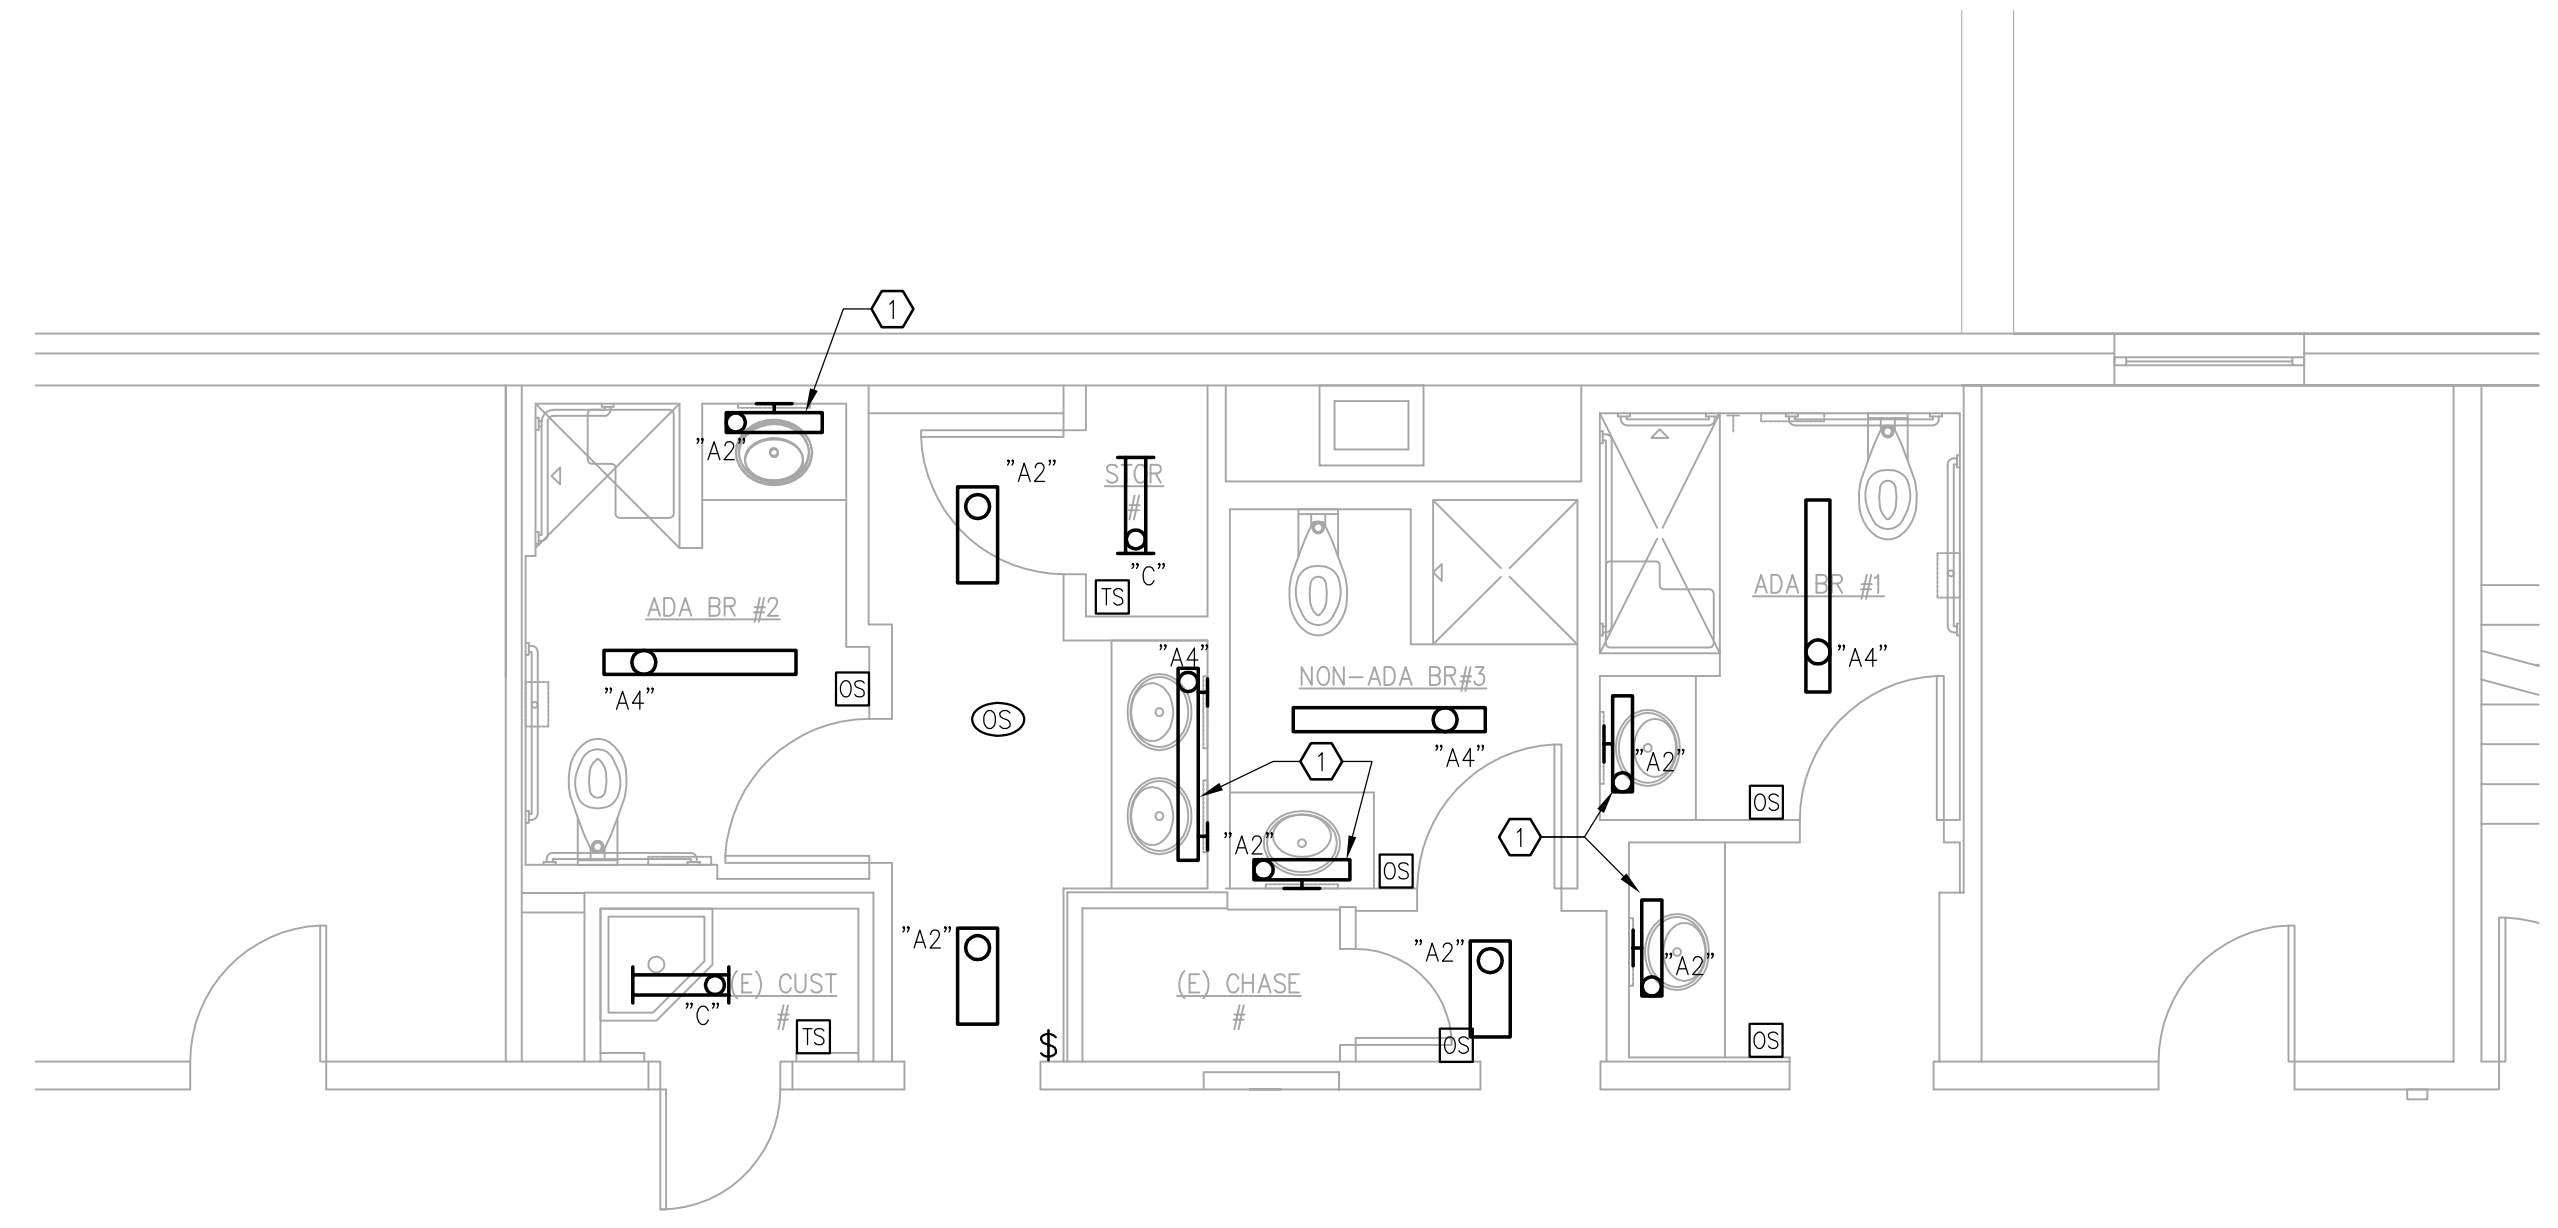 1
"A2"
"A2"
STOR
#
"C"
TS
ADA BR #1
ADA BR #2
"A4"
"A4"
NON-ADA BR#3
OS
"A4"
OS
"A4"
1
"A2"
OS
1
"A2"
OS
"A2"
"A2"
"A2"
(E) CUST
#
(E) CHASE
#
"C"
TS
$
OS
OS
"A2"